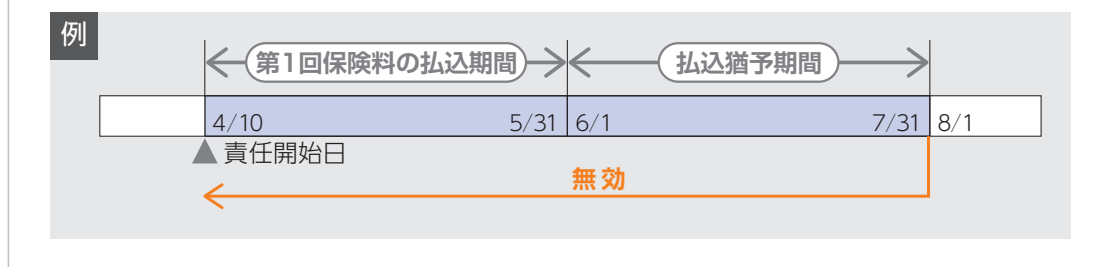 例
第1回保険料の払込期間 払込猶予期間
4/10 5/31 6/1 7/31 8/1
▲責任開始日
無効